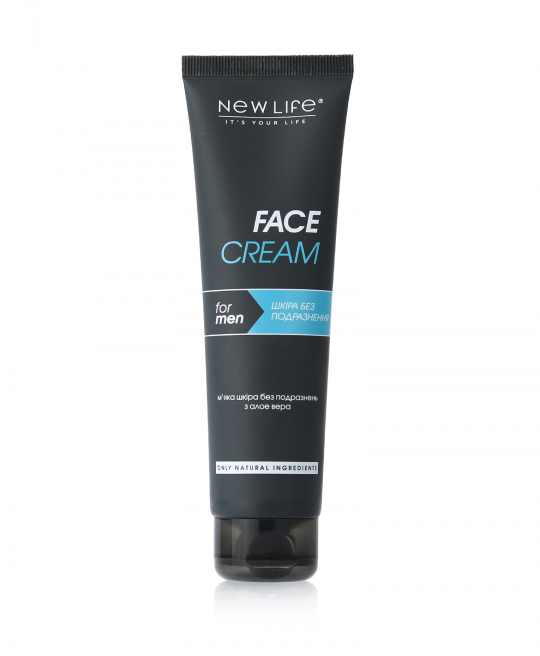 NEW LIFE®
IT'S YOUR LIFE
FACE
CREAM
for
men
ШКІРА БЕЗ
ПОДРАЗНЕННЯ
м'яка шкіра без подразнень
з алое вера
ONLY NATURAL INGREDIENTS